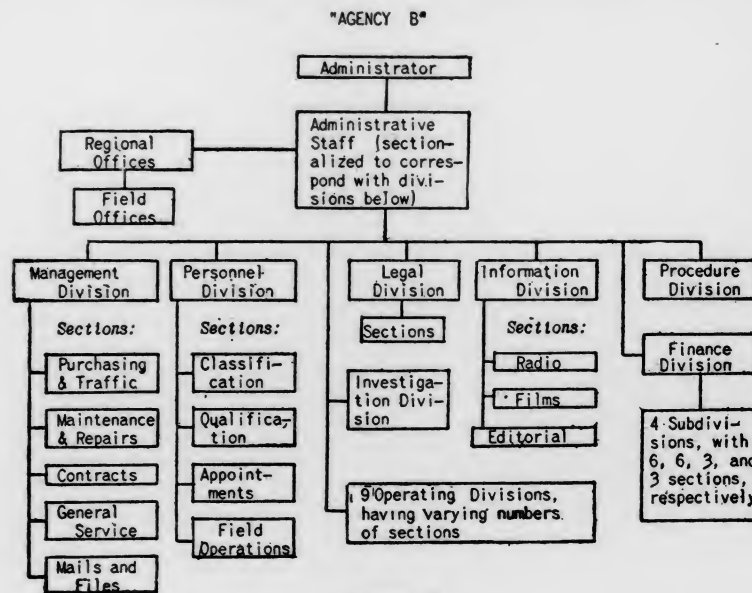 "AGENCY B"
Administrator
Administrative
Staff (section-
alized to corre-
spond with divi-
sions below)
Regional
Offices
Field
Offices
Management
Division
Sections:
Purchasing
& Traffic
Maintenance
& Repairs
Contracts
General
Service
Mails and
Files
Personnel
Division
Sections:
Classifi-
cation
Qualifica-
tion
Appoint-
ments
Field
Operations
Legal
Division
Sections
Investiga-
tion Divi-
sion
9 Operating Divisions,
having varying numbers
of sections
Information
Division
Sections:
Radio
Films
Editorial
Procedure
Division
Finance
Division
4 Subdivi-
sions, with
6, 6, 3, and
3 sections,
respectively